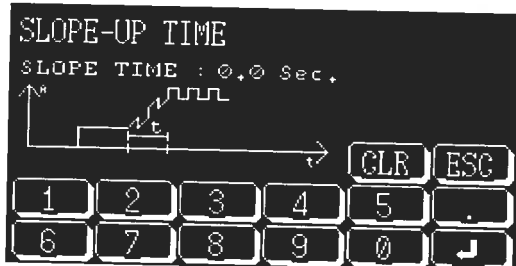 SLOPE-UP TIME
SLOPE TIME : 0.0 Sec.
A
t
t
CLR ESC
1 2 3 4 5 .
6 7 8 9 0 ↵